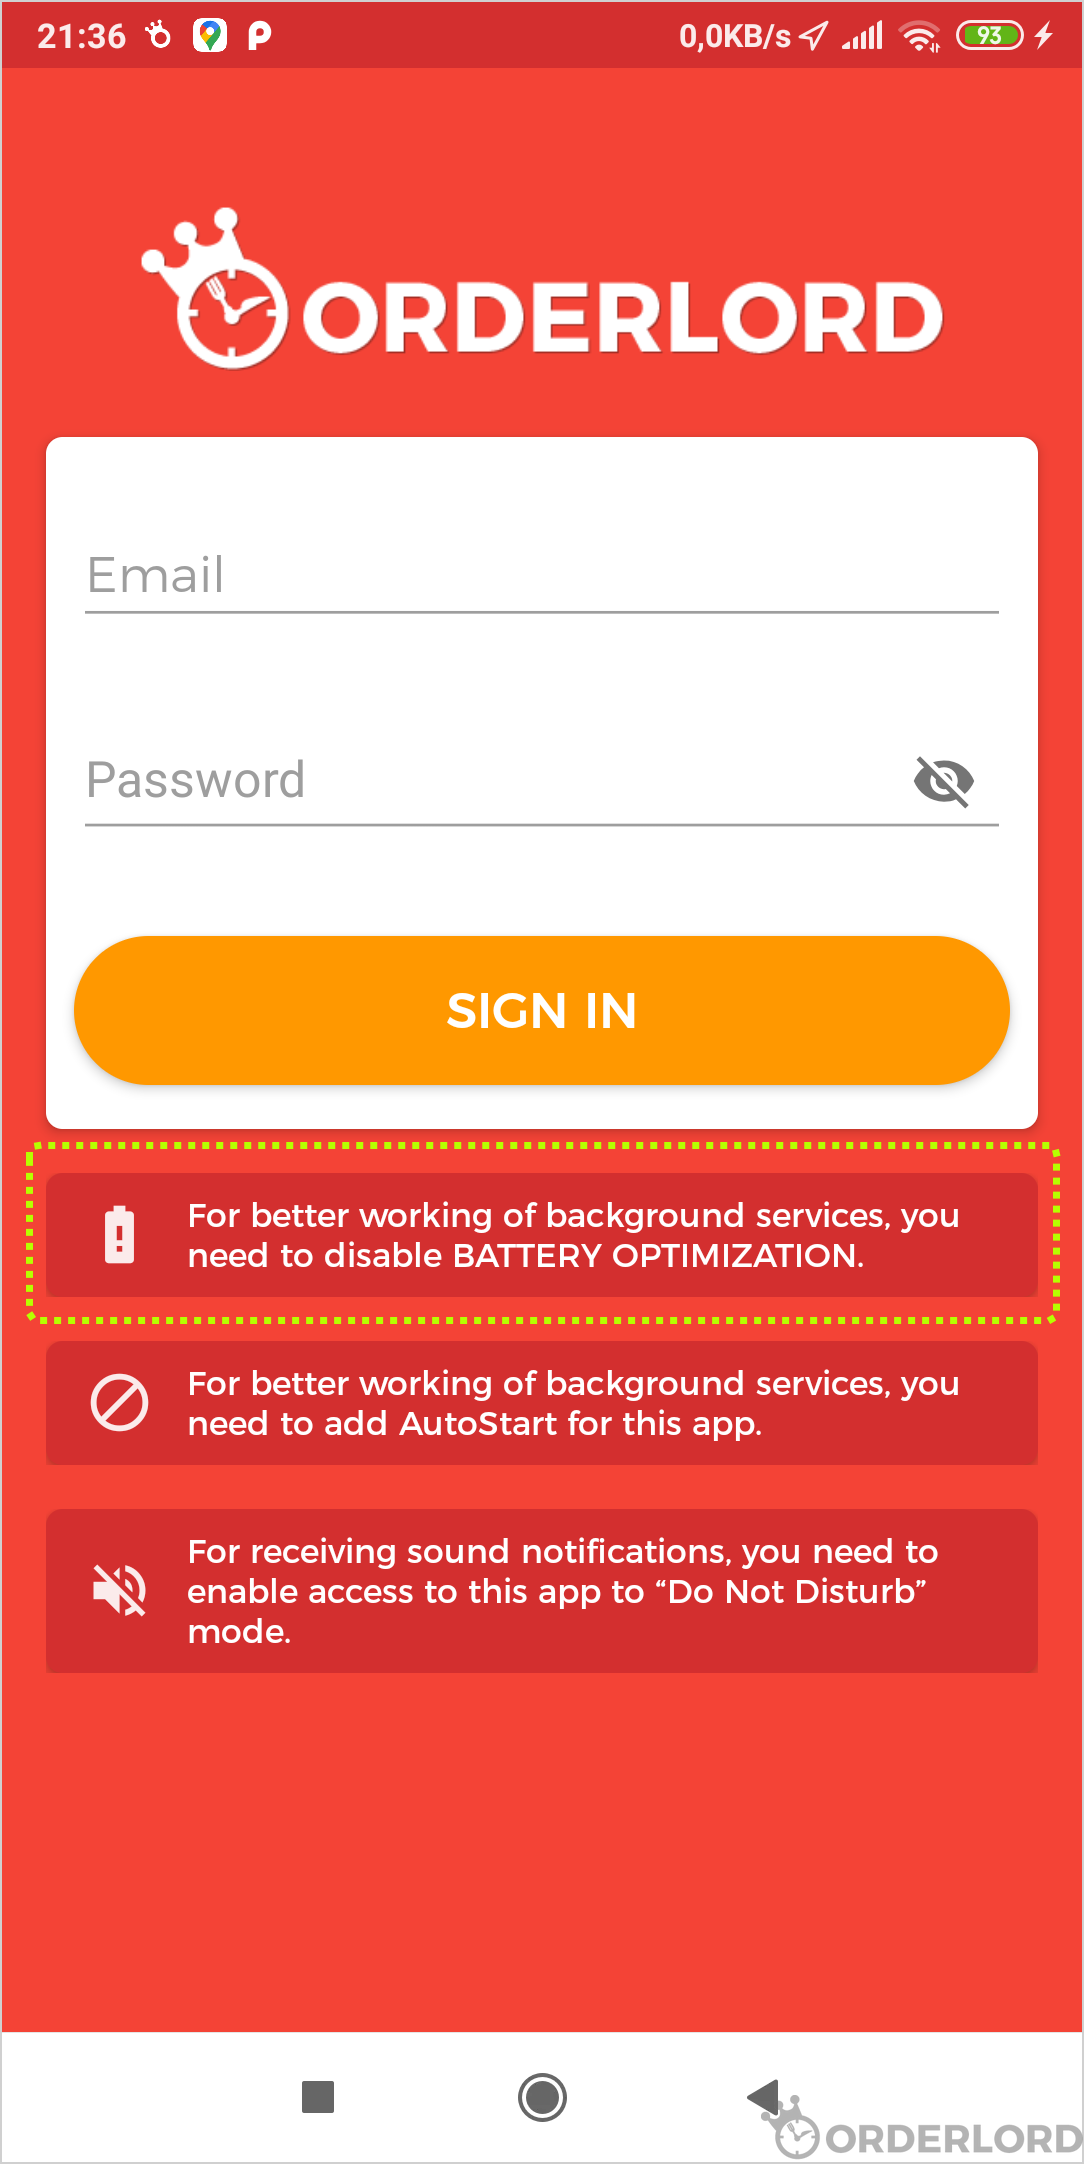 21:36 0,0KB/s 93
ORDERLORD
Email
Password
SIGN IN
For better working of background services, you
need to disable BATTERY OPTIMIZATION.
For better working of background services, you
need to add AutoStart for this app.
For receiving sound notifications, you need to
enable access to this app to “Do Not Disturb”
mode.
ORDERLORD